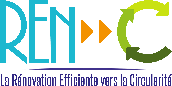 REN C
La Rénovation Efficiente vers la Circularité